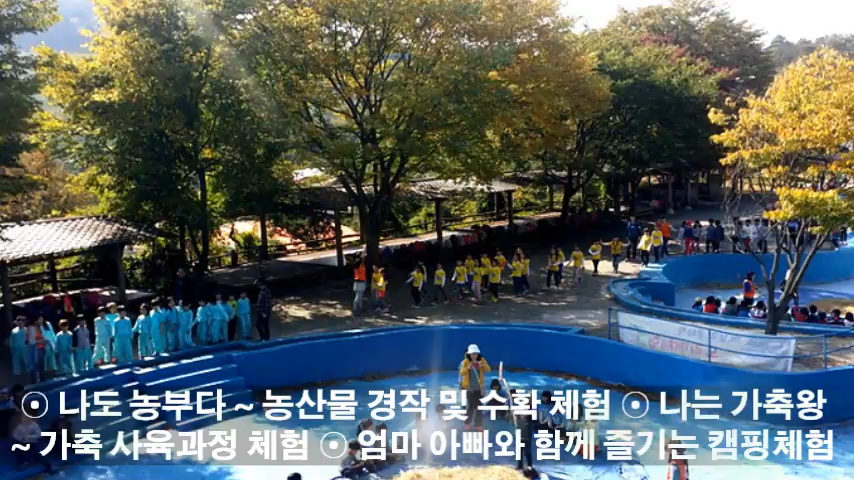 ⊙ 나도 농부다 ~ 농산물 경작 및 수확 체험 ⊙ 나는 가축왕
~ 가축 사육과정 체험 ⊙ 엄마 아빠와 함께 즐기는 캠핑체험